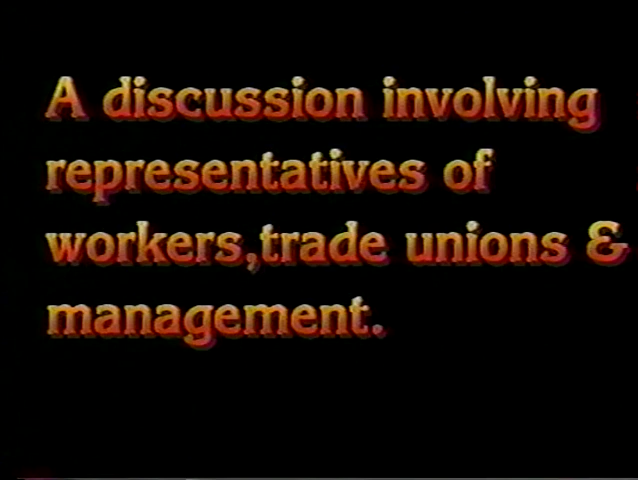 A discussion involving
representatives of
workers,trade unions &
management.